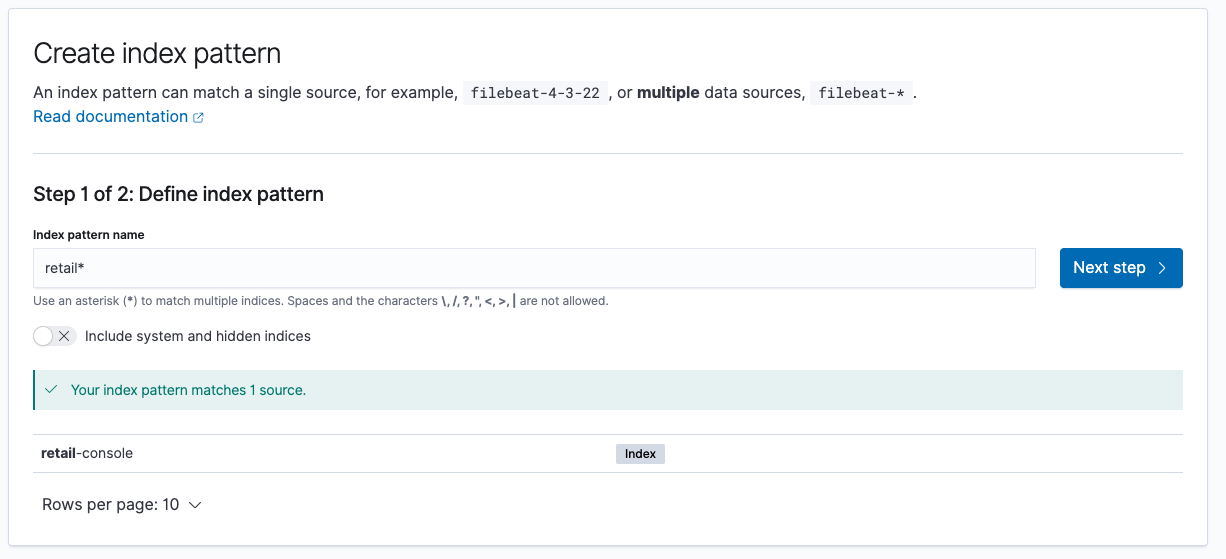 Create index pattern
An index pattern can match a single source, for example, filebeat-4-3-22 , or multiple data sources, filebeat-* .
Read documentation
Step 1 of 2: Define index pattern
Index pattern name
retail*
Next step
Use an asterisk (*) to match multiple indices. Spaces and the characters \, /, ?, ", <, >, | are not allowed.
Include system and hidden indices
Your index pattern matches 1 source.
retail-console Index
Rows per page: 10